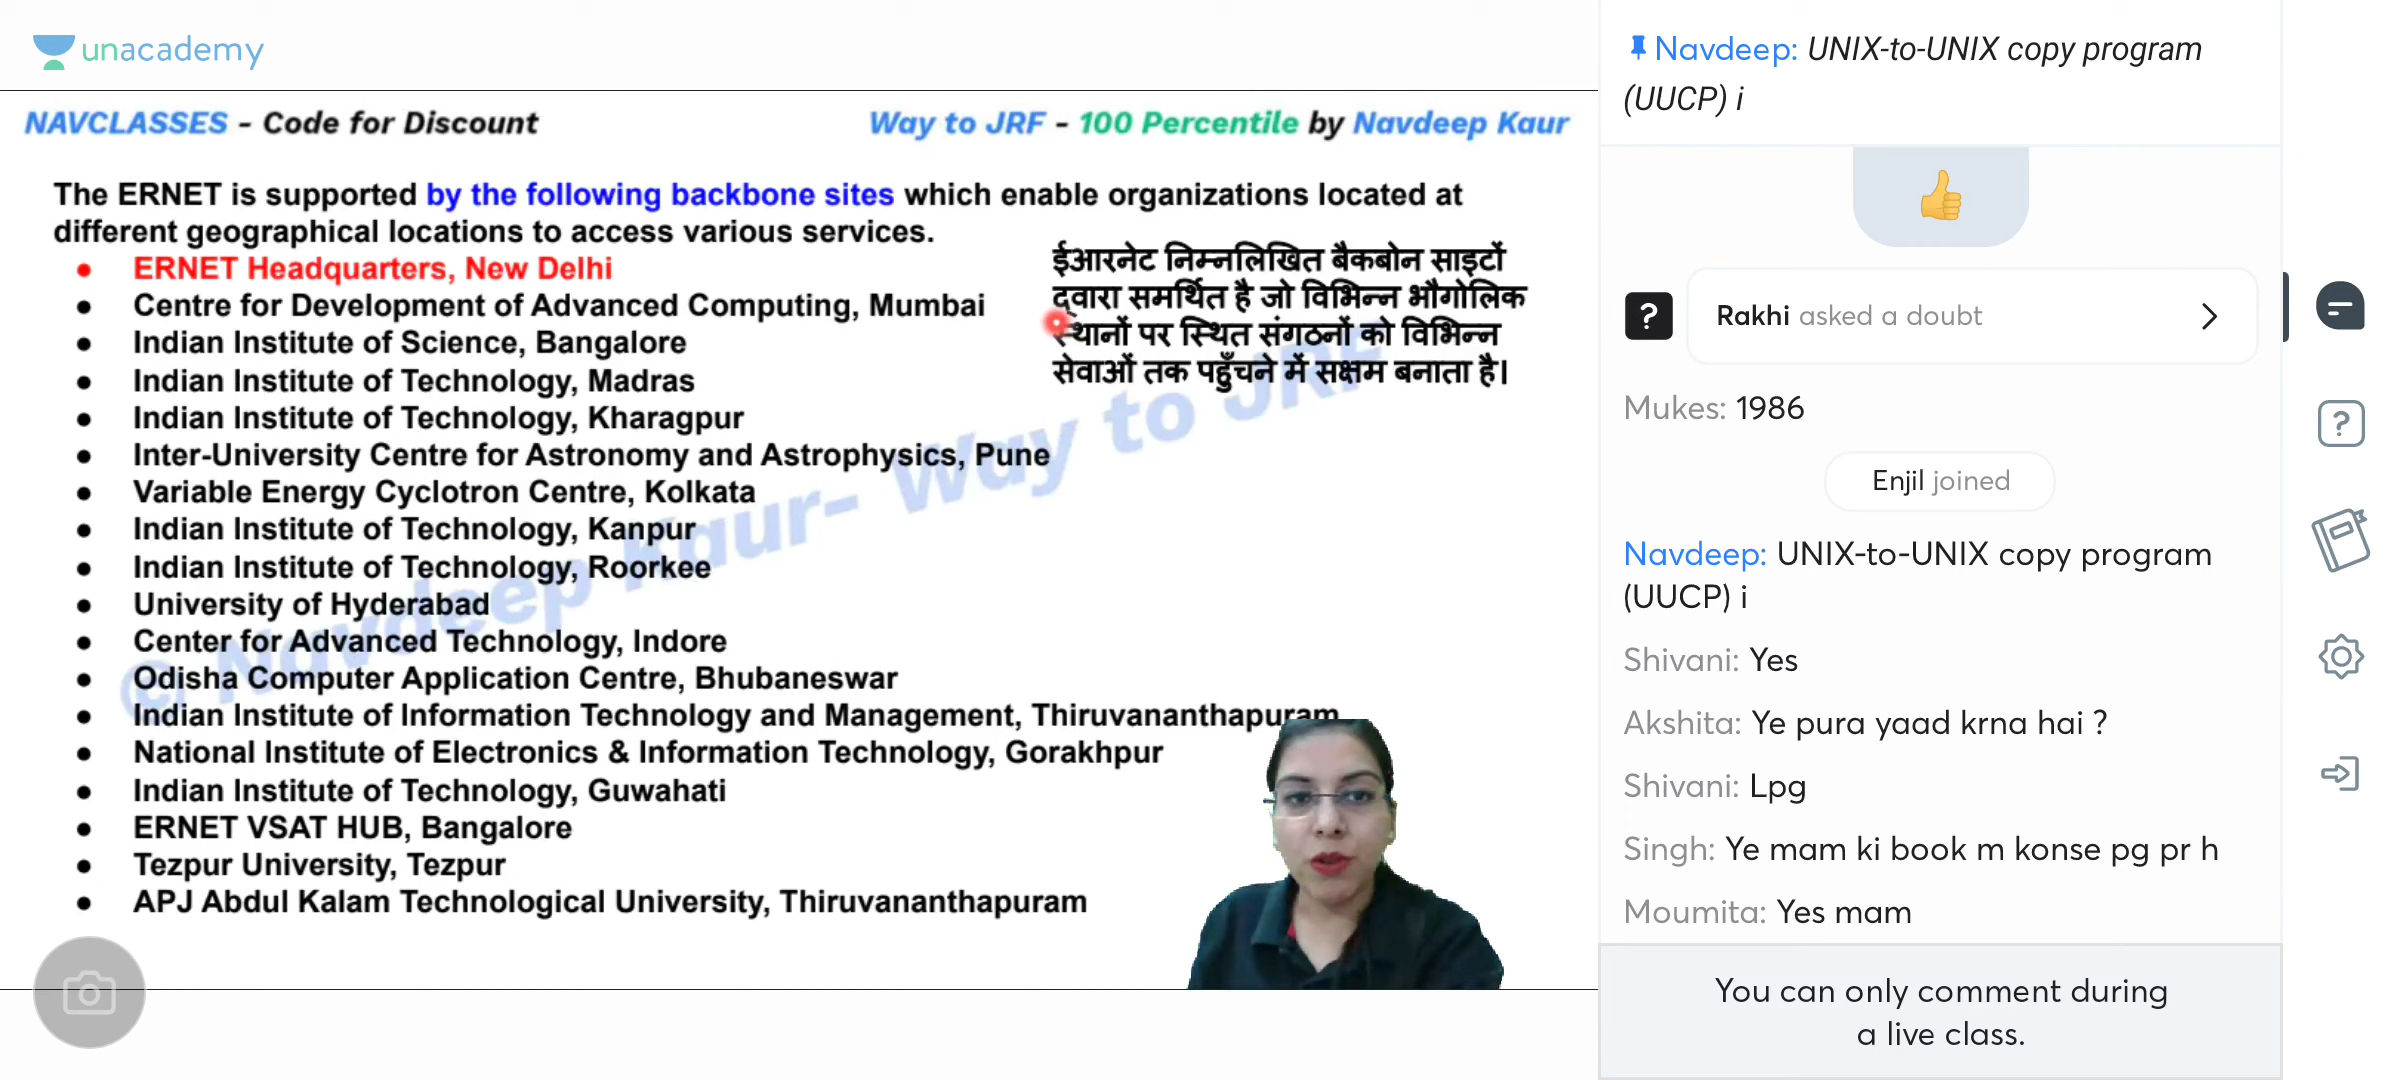 unacademy
NAVCLASSES - Code for Discount
Way to JRF - 100 Percentile by Navdeep Kaur
The ERNET is supported by the following backbone sites which enable organizations located at
different geographical locations to access various services.
● ERNET Headquarters, New Delhi
● Centre for Development of Advanced Computing, Mumbai
● Indian Institute of Science, Bangalore
● Indian Institute of Technology, Madras
● Indian Institute of Technology, Kharagpur
● Inter-University Centre for Astronomy and Astrophysics, Pune
● Variable Energy Cyclotron Centre, Kolkata
● Indian Institute of Technology, Kanpur
● Indian Institute of Technology, Roorkee
● University of Hyderabad
● Center for Advanced Technology, Indore
● Odisha Computer Application Centre, Bhubaneswar
● Indian Institute of Information Technology and Management, Thiruvananthapuram
● National Institute of Electronics & Information Technology, Gorakhpur
● Indian Institute of Technology, Guwahati
● ERNET VSAT HUB, Bangalore
● Tezpur University, Tezpur
● APJ Abdul Kalam Technological University, Thiruvananthapuram
ईआरनेट निम्नलिखित बैकबोन साइटों
द्वारा समर्थित है जो विभिन्न भौगोलिक
स्थानों पर स्थित संगठनों को विभिन्न
सेवाओं तक पहुँचने में सक्षम बनाता है।
© Navdeep Kaur- Way to JRF
Navdeep: UNIX-to-UNIX copy program
(UUCP) i
👍
? Rakhi asked a doubt
Mukes: 1986
Enjil joined
Navdeep: UNIX-to-UNIX copy program
(UUCP) i
Shivani: Yes
Akshita: Ye pura yaad krna hai ?
Shivani: Lpg
Singh: Ye mam ki book m konse pg pr h
Moumita: Yes mam
You can only comment during
a live class.
?